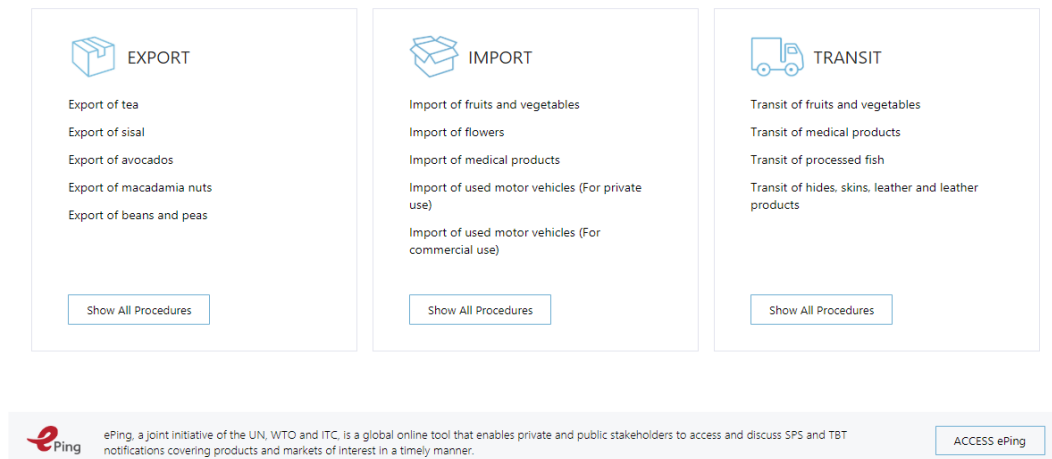 EXPORT
Export of tea
Export of sisal
Export of avocados
Export of macadamia nuts
Export of beans and peas
Show All Procedures
IMPORT
Import of fruits and vegetables
Import of flowers
Import of medical products
Import of used motor vehicles (For private
use)
Import of used motor vehicles (For
commercial use)
Show All Procedures
TRANSIT
Transit of fruits and vegetables
Transit of medical products
Transit of processed fish
Transit of hides, skins, leather and leather
products
Show All Procedures
ePing
ePing, a joint initiative of the UN, WTO and ITC, is a global online tool that enables private and public stakeholders to access and discuss SPS and TBT
notifications covering products and markets of interest in a timely manner.
ACCESS ePing